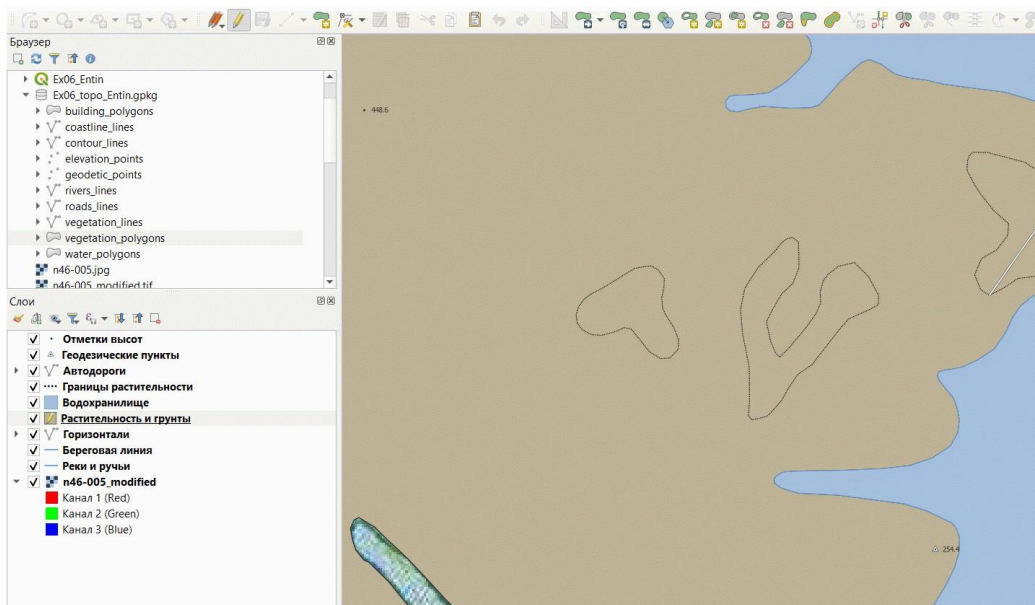 Браузер
Ex06_Entin
Ex06_topo_Entin.gpkg
building_polygons
coastline_lines
contour_lines
elevation_points
geodetic_points
rivers_lines
roads_lines
vegetation_lines
vegetation_polygons
water_polygons
n46-005.jpg
n46-005_modified.tif
Слои
Отметки высот
Геодезические пункты
Автодороги
Границы растительности
Водохранилище
Растительность и грунты
Горизонтали
Береговая линия
Реки и ручьи
n46-005_modified
Канал 1 (Red)
Канал 2 (Green)
Канал 3 (Blue)
448.6
254.4